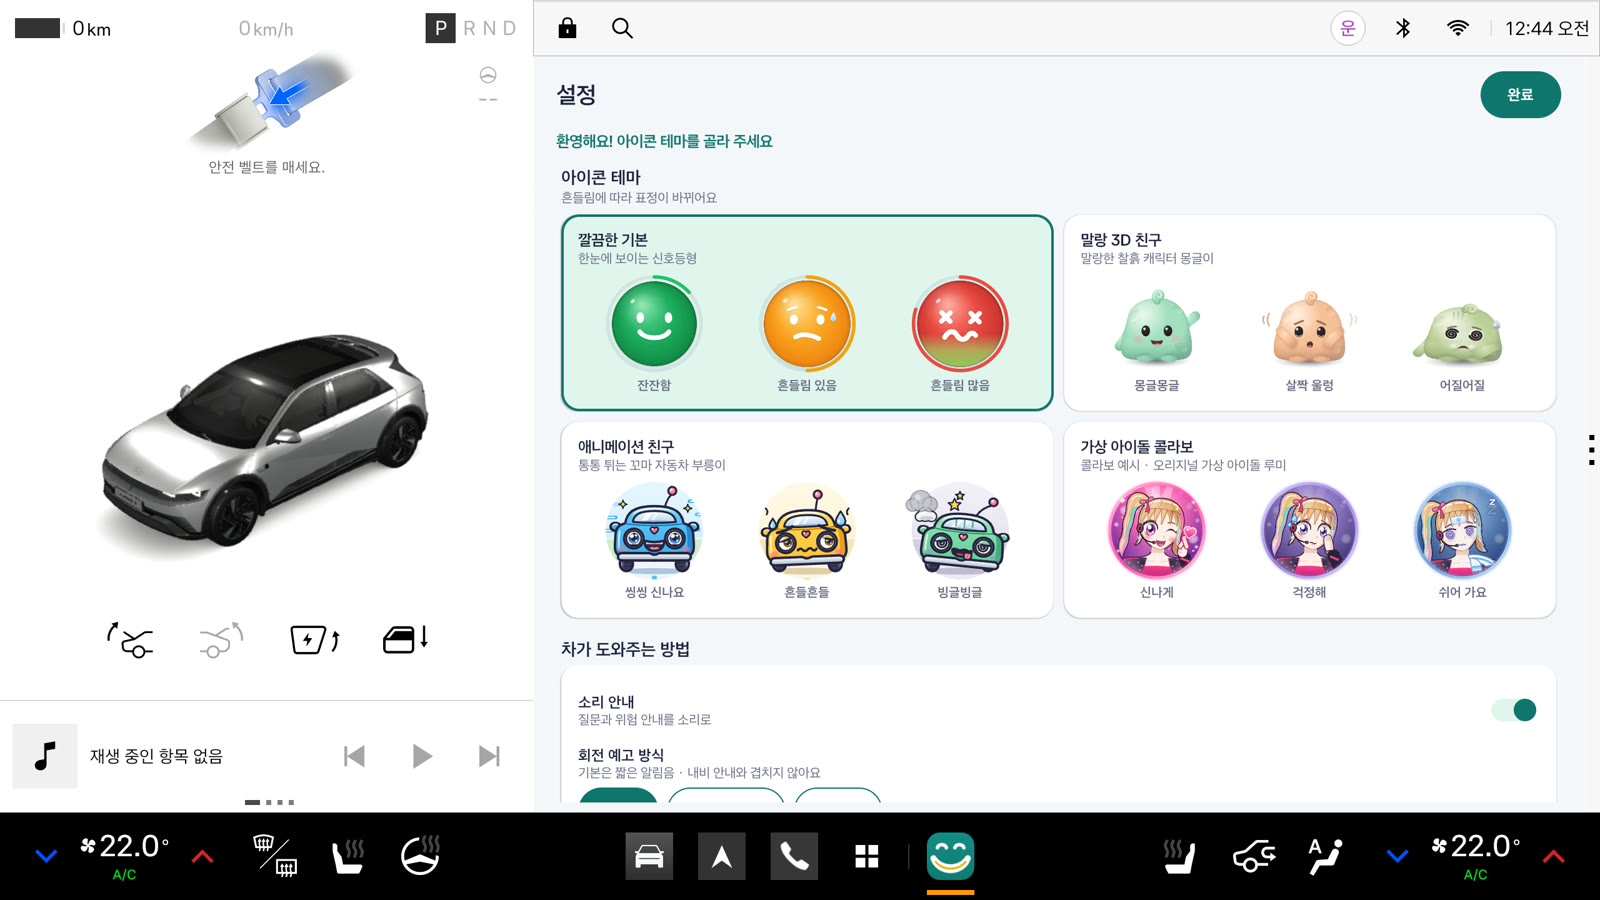 0km
0km/h
P R N D
--
안전 벨트를 매세요.
재생 중인 항목 없음
운
12:44 오전
설정
완료
환영해요! 아이콘 테마를 골라 주세요
아이콘 테마
흔들림에 따라 표정이 바뀌어요
깔끔한 기본
한눈에 보이는 신호등형
잔잔함
흔들림 있음
흔들림 많음
말랑 3D 친구
말랑한 찰흙 캐릭터 몽글이
몽글몽글
살짝 울렁
어질어질
애니메이션 친구
통통 튀는 꼬마 자동차 부릉이
씽씽 신나요
흔들흔들
빙글빙글
가상 아이돌 콜라보
콜라보 예시 · 오리지널 가상 아이돌 루미
신나게
걱정해
z
z
쉬어 가요
차가 도와주는 방법
소리 안내
질문과 위험 안내를 소리로
회전 예고 방식
기본은 짧은 알림음 · 내비 안내와 겹치지 않아요
22.0°
A/C
A
22.0°
A/C